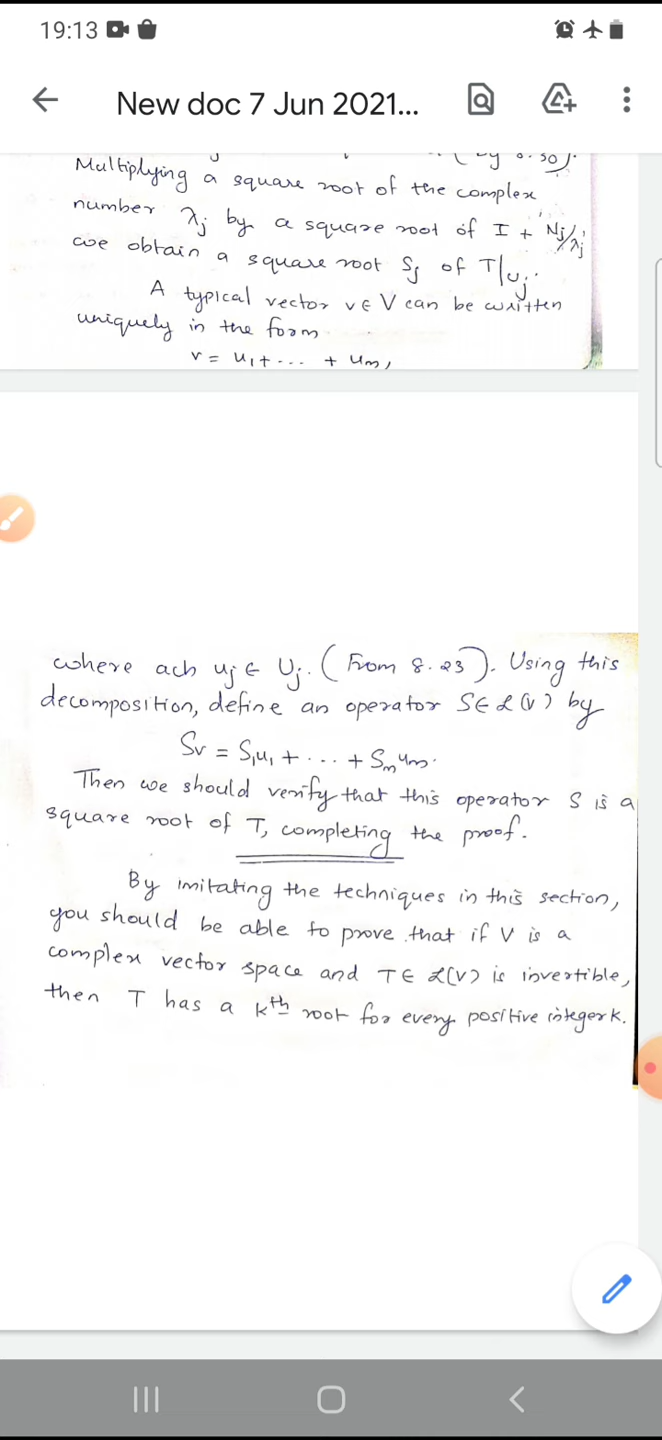 19:13
New doc 7 Jun 2021...
8.30).
Multiplying a square root of the complex
number λj by a square root of I + Nj/λj,
we obtain a square root Sj of T|Uj.
A typical vector v ∈ V can be written
uniquely in the form
v = u1 + ... + um,
where ach uj ∈ Uj. (From 8.23). Using this
decomposition, define an operator S ∈ L(V) by
Sv = S1u1 + ... + Smum.
Then we should verify that this operator S is a
square root of T, completing the proof.
By imitating the techniques in this section,
you should be able to prove that if V is a
complex vector space and T ∈ L(V) is invertible,
then T has a kth root for every positive integer k.